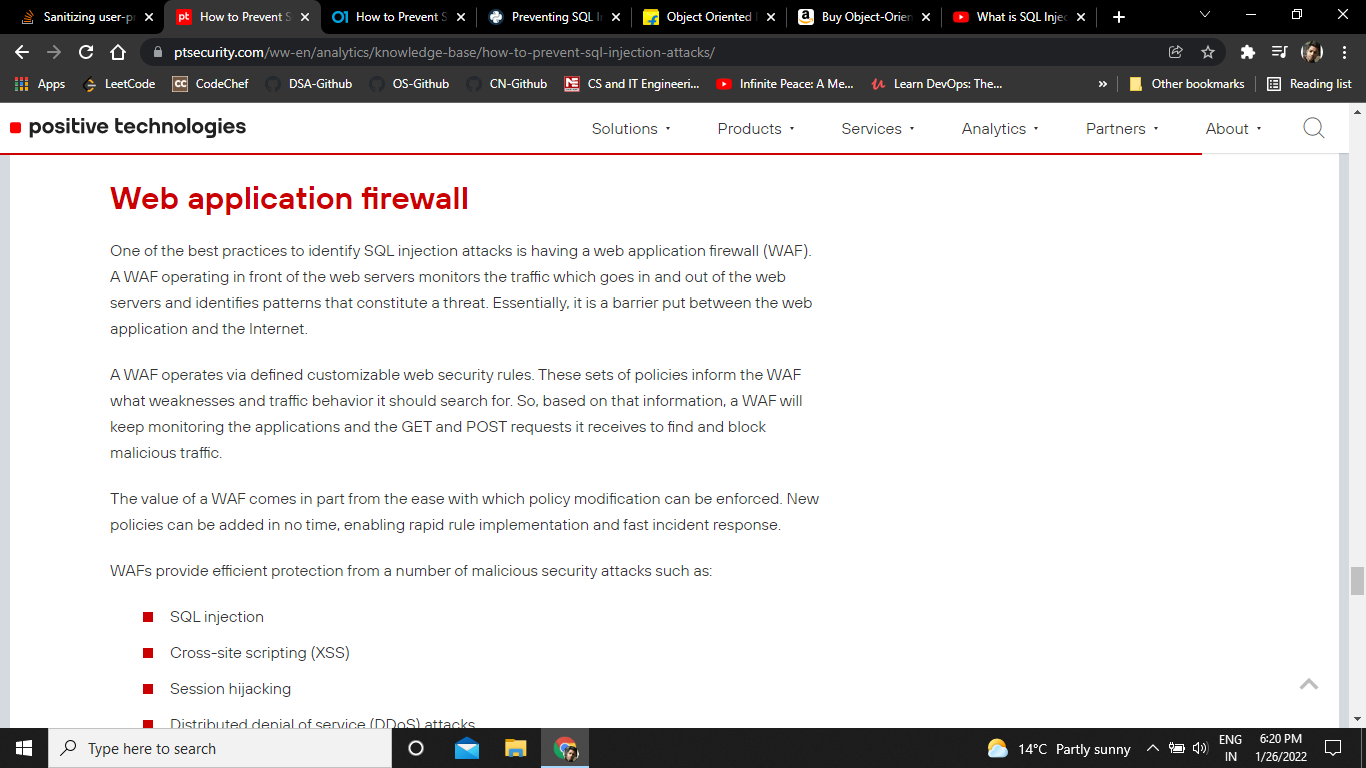 Sanitizing user-p
How to Prevent S
How to Prevent S
Preventing SQL I
Object Oriented
Buy Object-Orien
What is SQL Injec
ptsecurity.com/ww-en/analytics/knowledge-base/how-to-prevent-sql-injection-attacks/
Apps LeetCode CC CodeChef DSA-Github OS-Github CN-Github NE CS and IT Engineeri... Infinite Peace: A Me... Learn DevOps: The... » Other bookmarks Reading list
positive technologies Solutions Products Services Analytics Partners About
Web application firewall
One of the best practices to identify SQL injection attacks is having a web application firewall (WAF).
A WAF operating in front of the web servers monitors the traffic which goes in and out of the web
servers and identifies patterns that constitute a threat. Essentially, it is a barrier put between the web
application and the Internet.
A WAF operates via defined customizable web security rules. These sets of policies inform the WAF
what weaknesses and traffic behavior it should search for. So, based on that information, a WAF will
keep monitoring the applications and the GET and POST requests it receives to find and block
malicious traffic.
The value of a WAF comes in part from the ease with which policy modification can be enforced. New
policies can be added in no time, enabling rapid rule implementation and fast incident response.
WAFs provide efficient protection from a number of malicious security attacks such as:
SQL injection
Cross-site scripting (XSS)
Session hijacking
Distributed denial of service (DDoS) attacks
Type here to search
14°C Partly sunny
ENG
IN
6:20 PM
1/26/2022